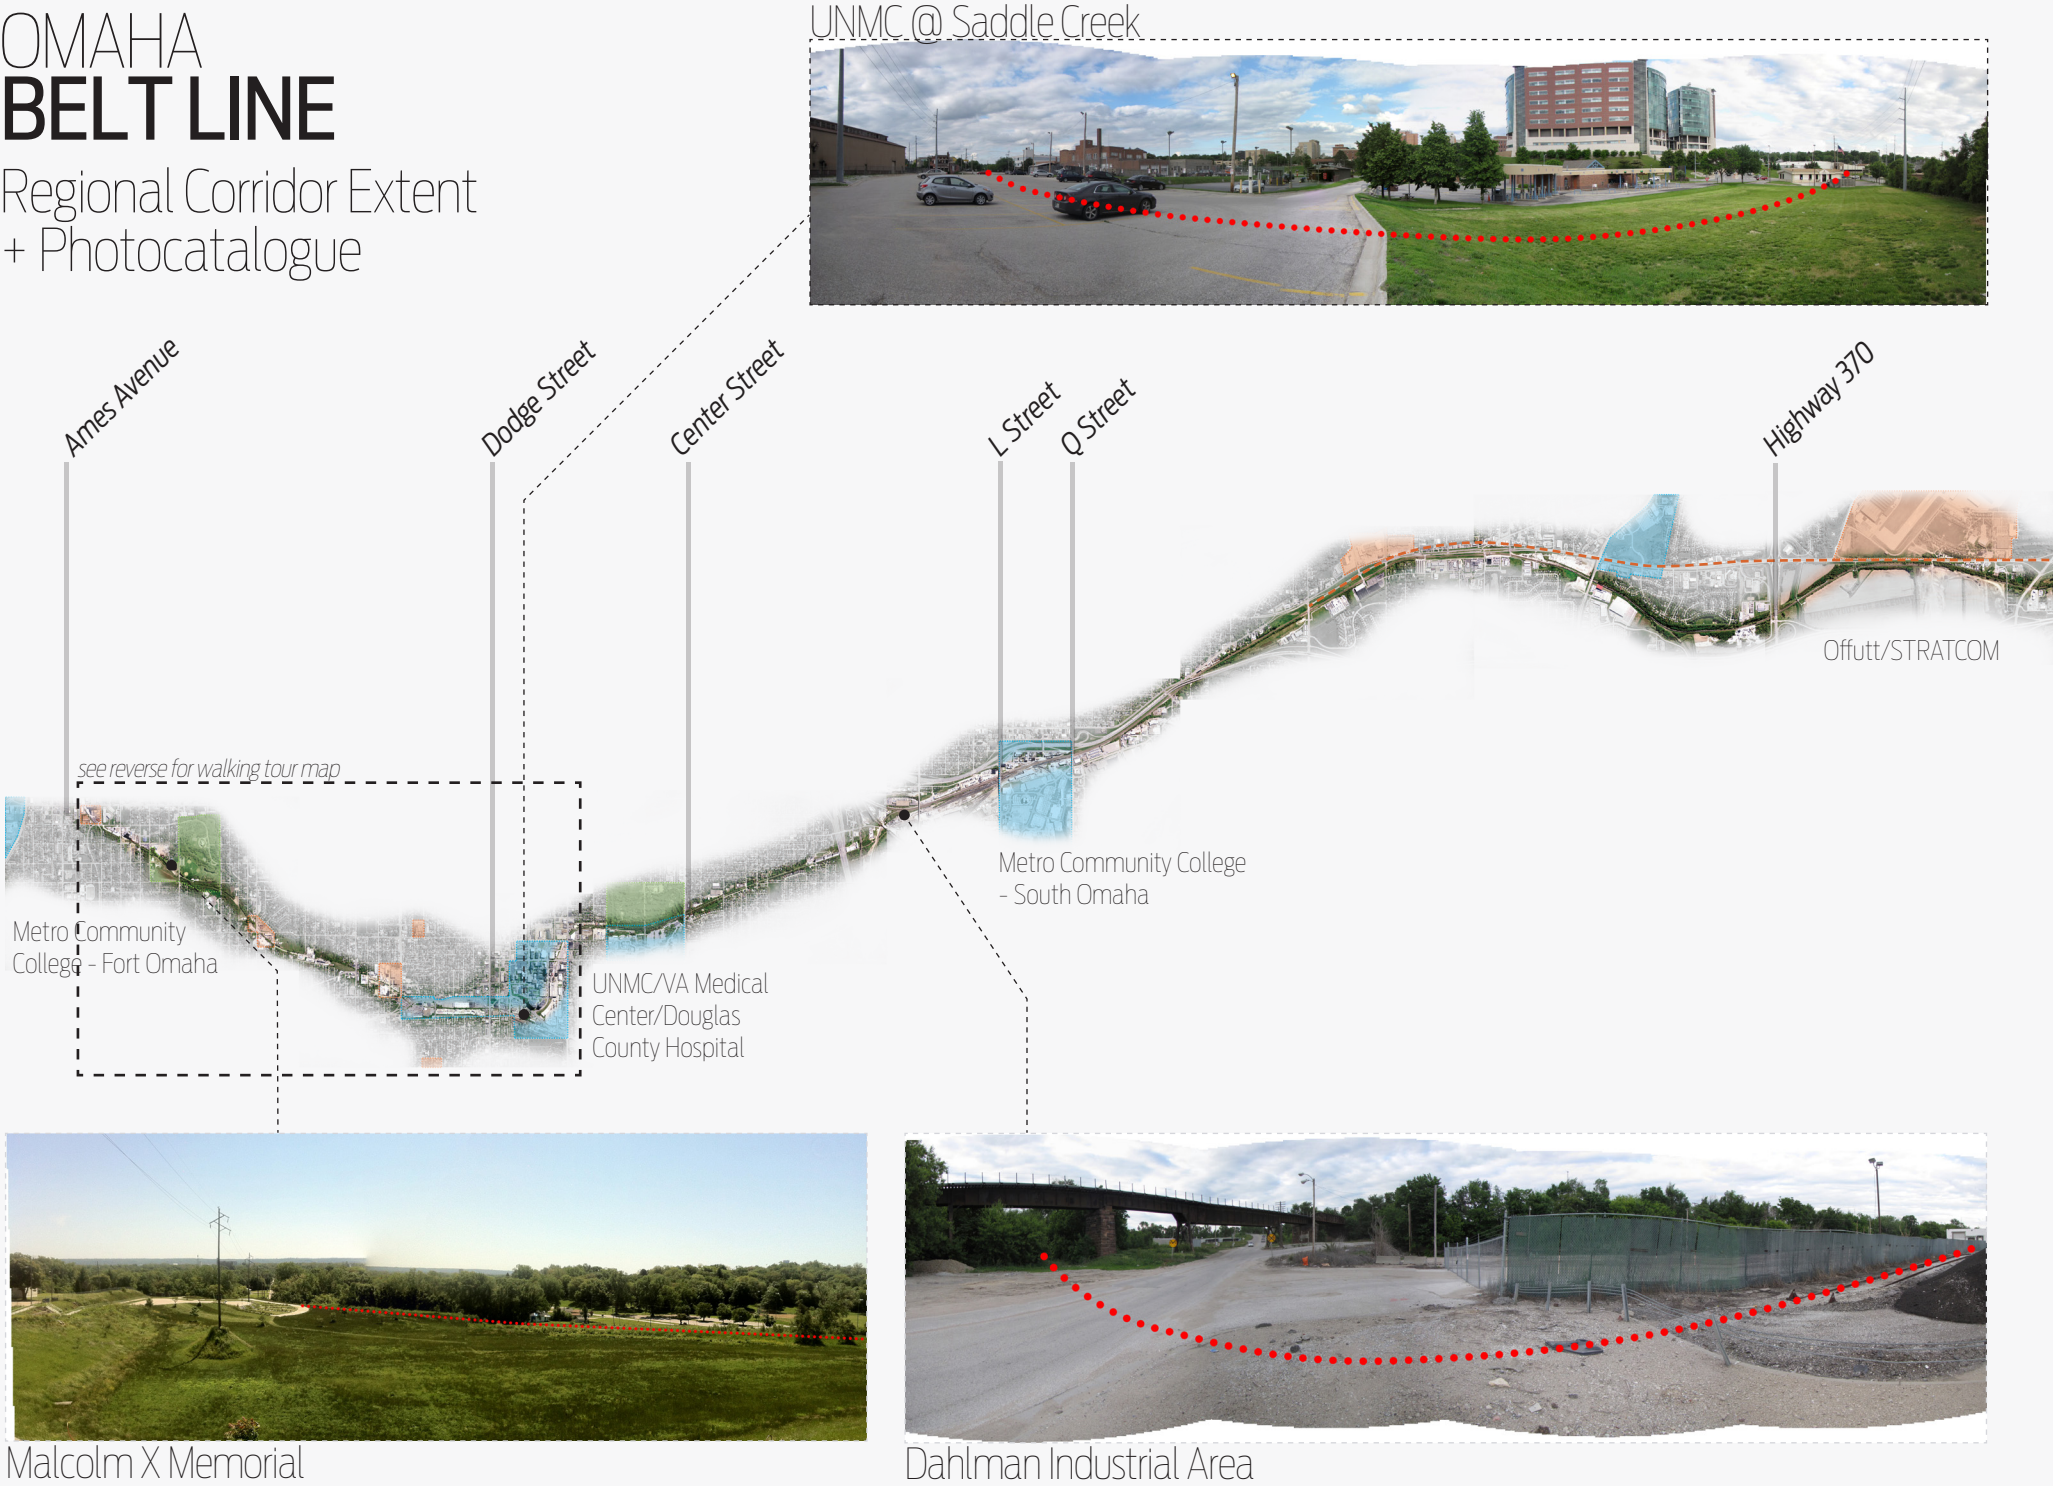 OMAHA
BELT LINE
Regional Corridor Extent
+ Photocatalogue
UNMC @ Saddle Creek
Ames Avenue
Dodge Street
Center Street
L Street
Q Street
Highway 370
Offutt/STRATCOM
see reverse for walking tour map
Metro Community College
- South Omaha
Metro Community
College - Fort Omaha
UNMC/VA Medical
Center/Douglas
County Hospital
Malcolm X Memorial
Dahlman Industrial Area